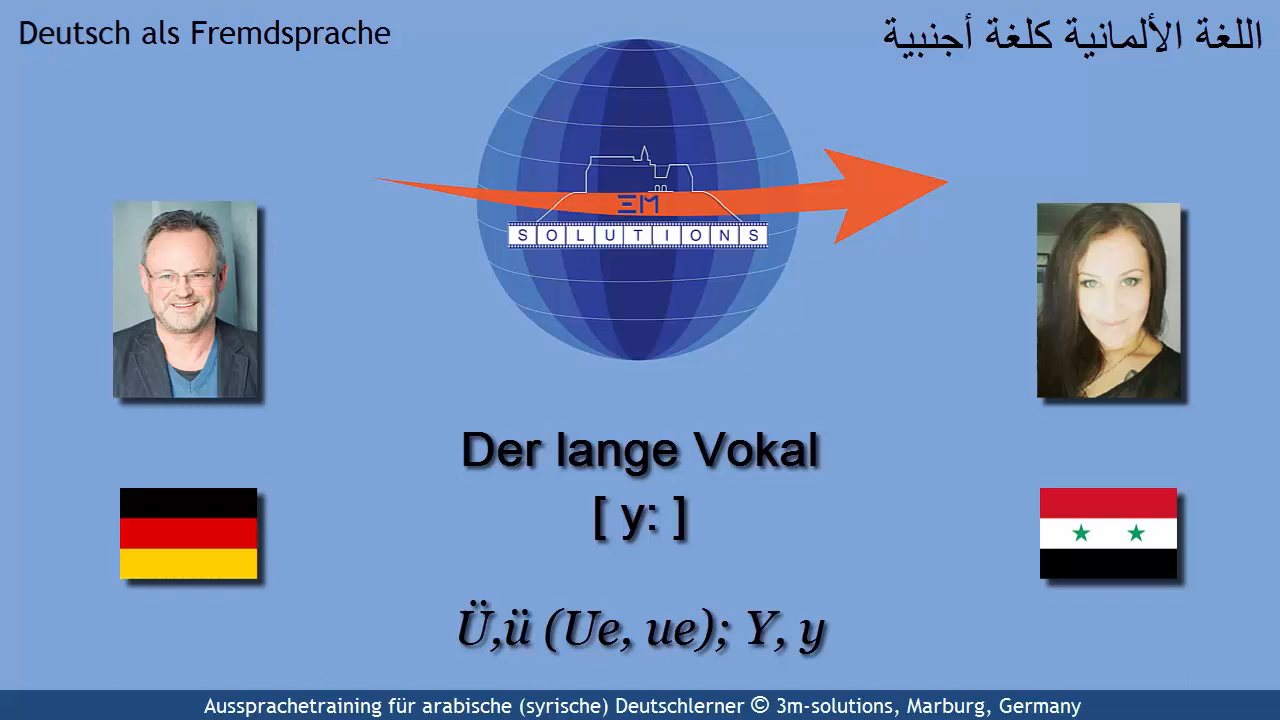 Deutsch als Fremdsprache
اللغة الألمانية كلغة أجنبية
3M
SOLUTIONS
Der lange Vokal
[ y: ]
Ü,ü (Ue, ue); Y, y
Aussprachetraining für arabische (syrische) Deutschlerner © 3m-solutions, Marburg, Germany